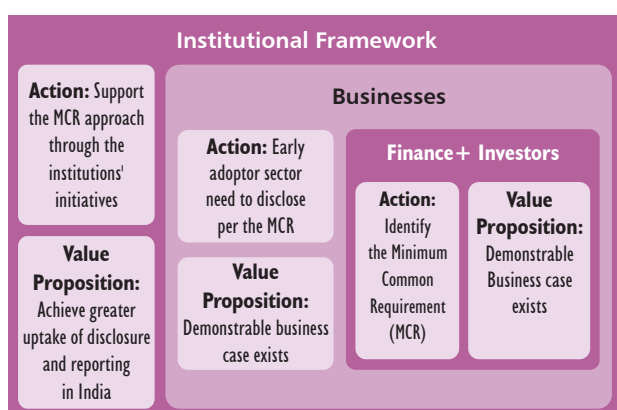 Institutional Framework
Action: Support
the MCR approach
through the
institutions'
initiatives
Value
Proposition:
Achieve greater
uptake of disclosure
and reporting
in India
Businesses
Action: Early
adoptor sector
need to disclose
per the MCR
Value
Proposition:
Demonstrable business
case exists
Finance+ Investors
Action:
Identify
the Minimum
Common
Requirement
(MCR)
Value
Proposition:
Demonstrable
Business case
exists